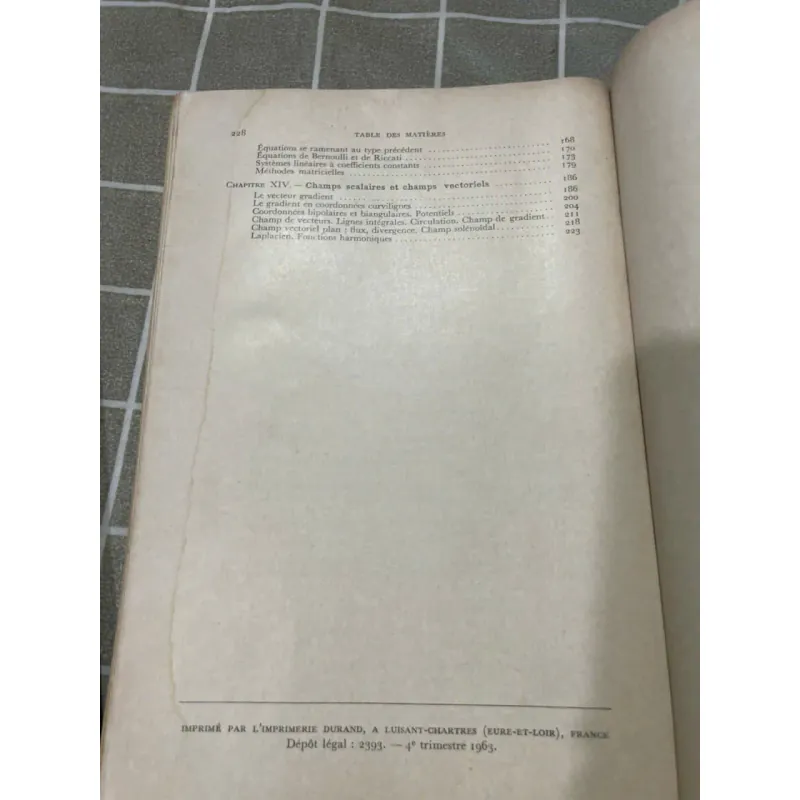 228 TABLE DES MATIÈRES
Équations se ramenant au type précédent 168
Équations de Bernoulli et de Riccati 170
Systèmes linéaires à coefficients constants 173
Méthodes matricielles 179
CHAPITRE XIV. — Champs scalaires et champs vectoriels 186
Le vecteur gradient 186
Le gradient en coordonnées curvilignes 200
Coordonnées bipolaires et biangulaires. Potentiels 204
Champ de vecteurs. Lignes intégrales. Circulation. Champ de gradient 211
Champ vectoriel plan : flux, divergence. Champ solénoïdal 218
Laplacien. Fonctions harmoniques 223
IMPRIMÉ PAR L'IMPRIMERIE DURAND, A LUISANT-CHARTRES (EURE-ET-LOIR), FRANCE
Dépôt légal : 2393. — 4e trimestre 1963.